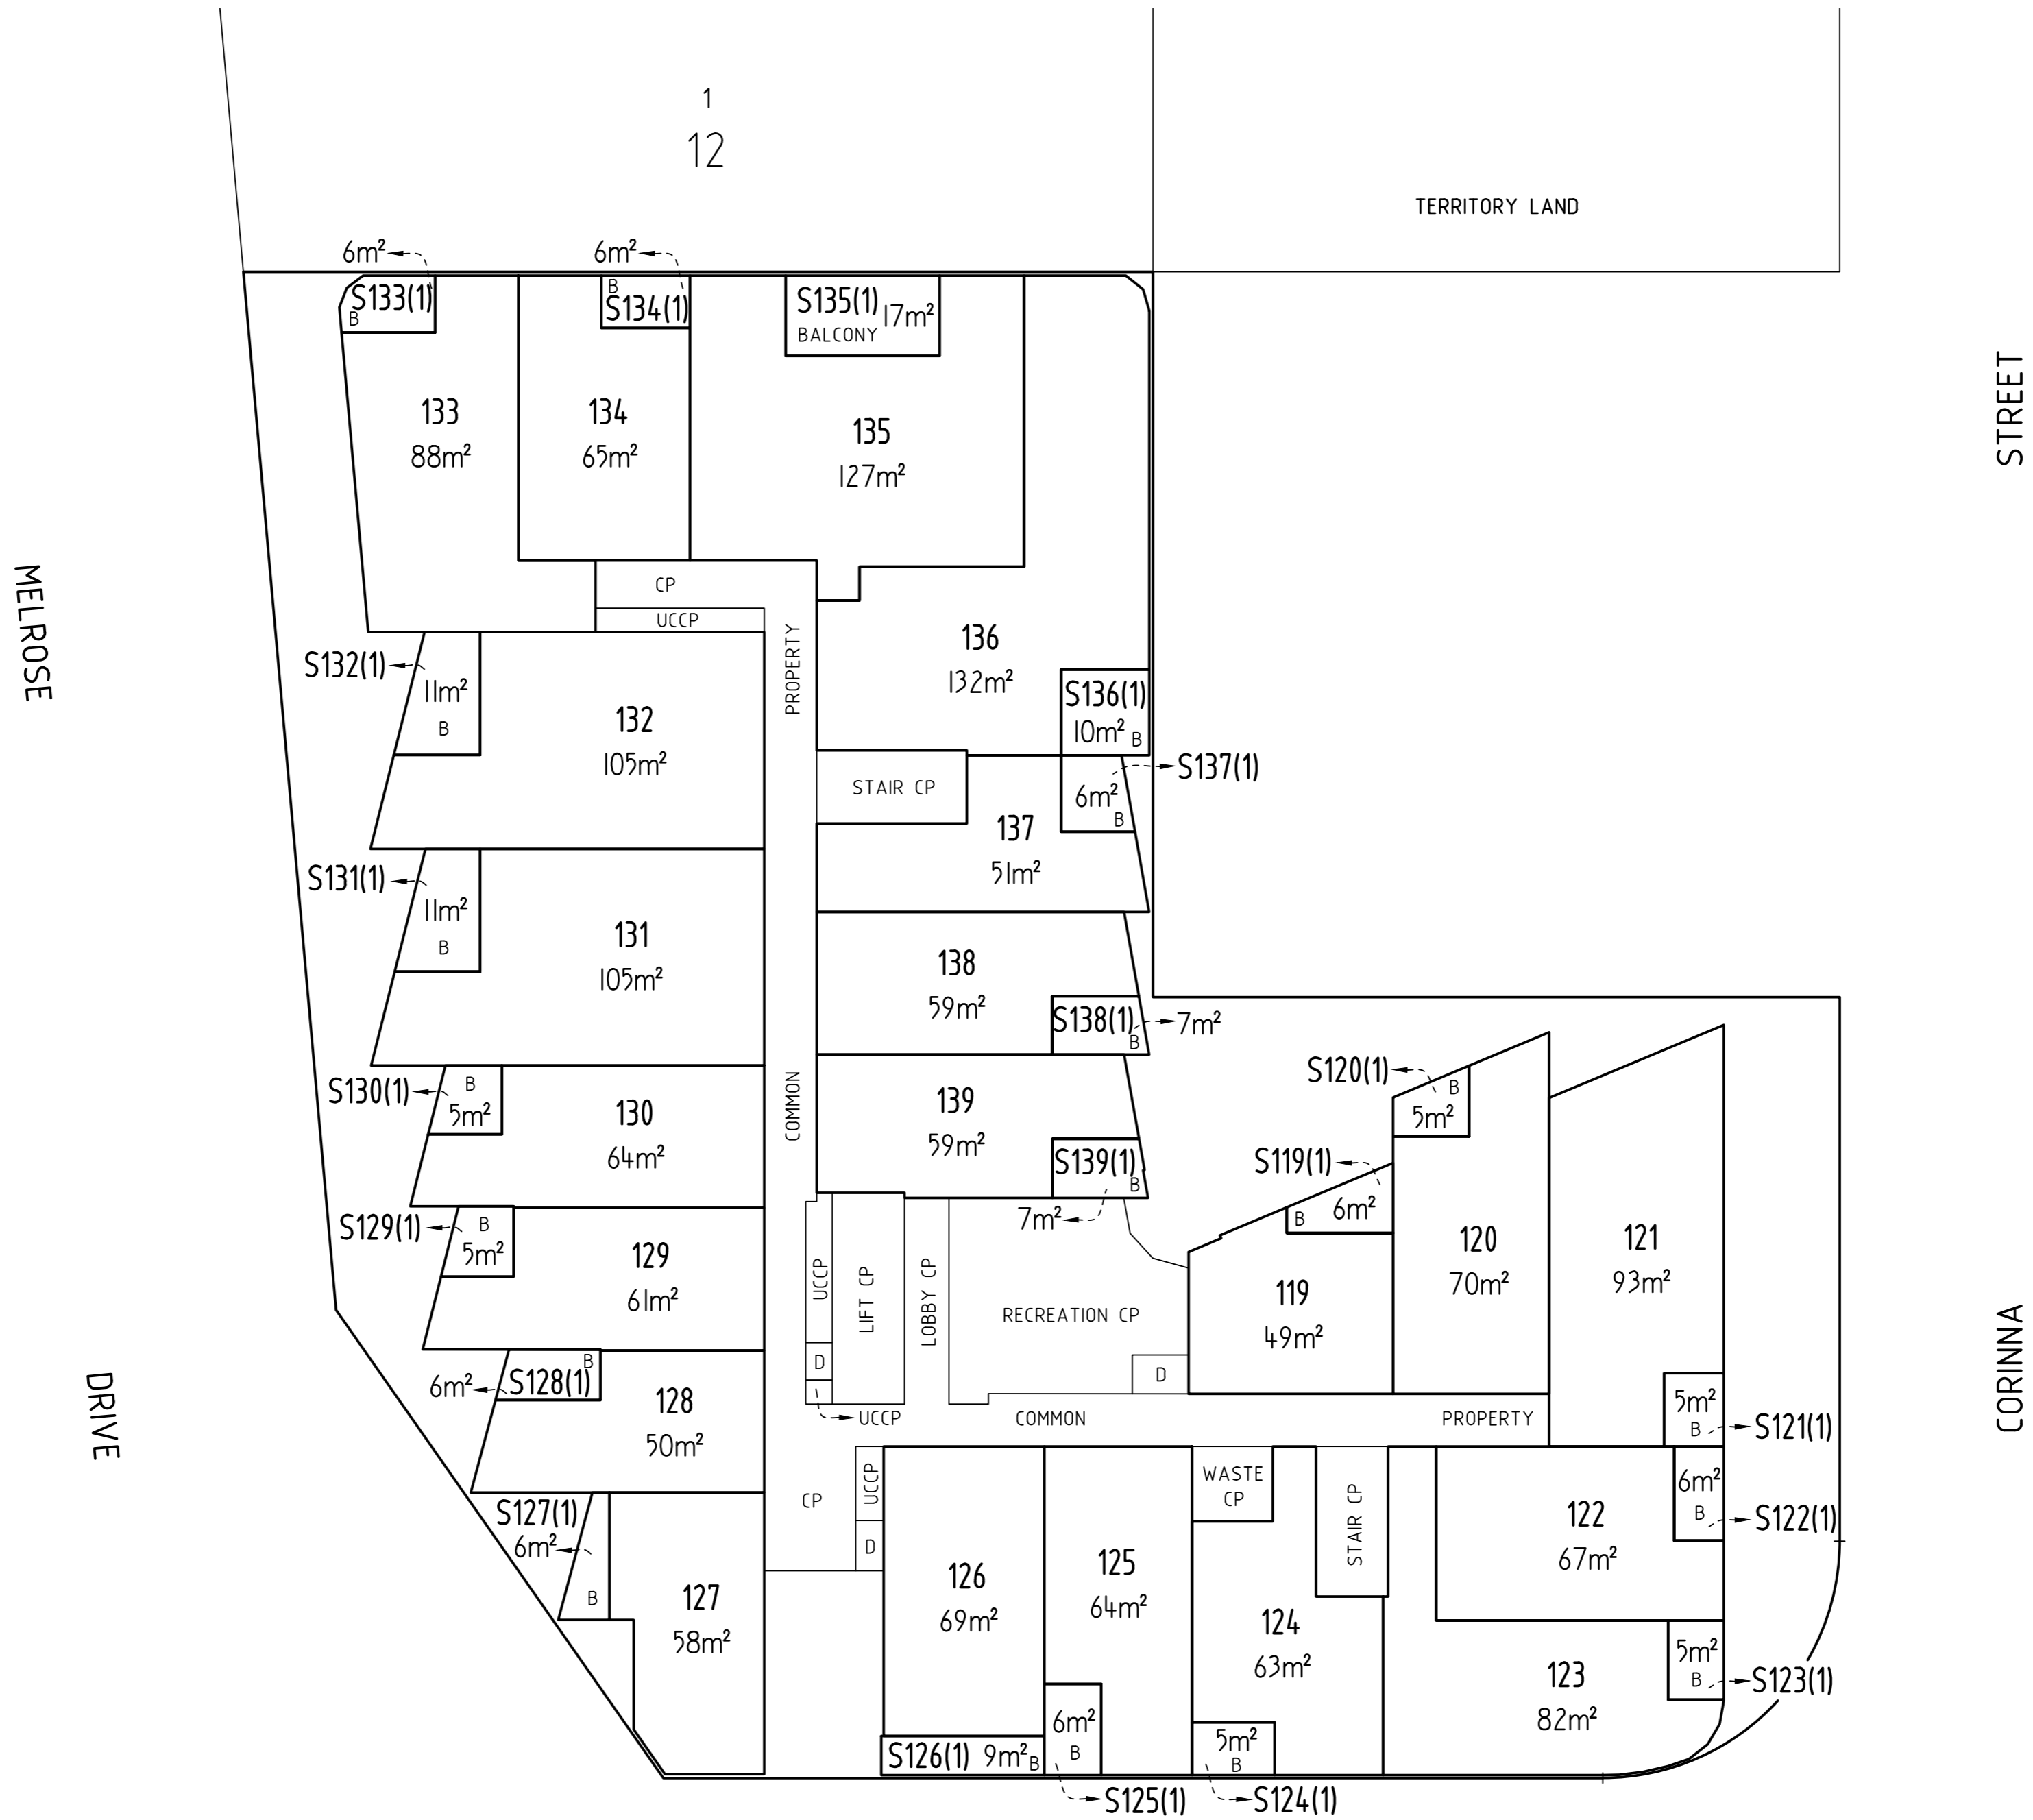 1
12
TERRITORY LAND
STREET
CORINNA
MELROSE
DRIVE
6m²
S133(1)
B
133
88m²
6m²
B
S134(1)
134
65m²
S135(1)
17m²
BALCONY
135
127m²
CP
UCCP
PROPERTY
COMMON
136
132m²
S136(1)
10m²
B
S132(1)
11m²
B
132
105m²
STAIR CP
S137(1)
6m²
B
137
51m²
S131(1)
11m²
B
131
105m²
138
59m²
S138(1)
B
7m²
S130(1)
B
5m²
130
64m²
139
59m²
S139(1)
B
7m²
S120(1)
B
5m²
120
70m²
S119(1)
6m²
B
119
49m²
121
93m²
5m²
B
S121(1)
S129(1)
B
5m²
129
61m²
UCCP
LIFT CP
LOBBY CP
RECREATION CP
D
D
UCCP
COMMON
PROPERTY
6m²
S128(1)
B
128
50m²
S127(1)
6m²
B
127
58m²
CP
UCCP
D
126
69m²
S126(1)
9m²
B
125
64m²
6m²
B
S125(1)
WASTE
CP
STAIR CP
124
63m²
5m²
B
S124(1)
122
67m²
6m²
B
S122(1)
123
82m²
5m²
B
S123(1)